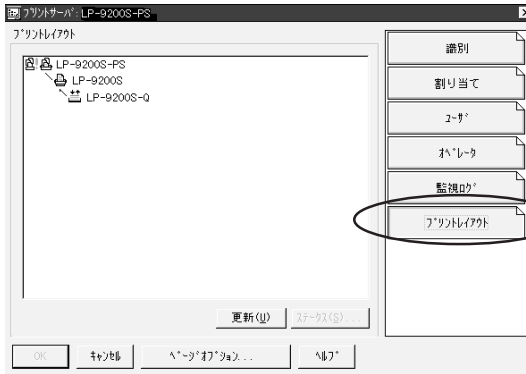 ﾌﾟﾘﾝﾄｻｰﾊﾞ: LP-9200S-PS
ﾌﾟﾘﾝﾄﾚｲｱｳﾄ
LP-9200S-PS
LP-9200S
LP-9200S-Q
更新(U)
ｽﾃｰﾀｽ(S)...
OK
ｷｬﾝｾﾙ
ﾍﾟｰｼﾞｵﾌﾟｼｮﾝ...
ﾍﾙﾌﾟ
識別
割り当て
ﾕｰｻﾞ
ｵﾍﾟﾚｰﾀ
監視ﾛｸﾞ
ﾌﾟﾘﾝﾄﾚｲｱｳﾄ